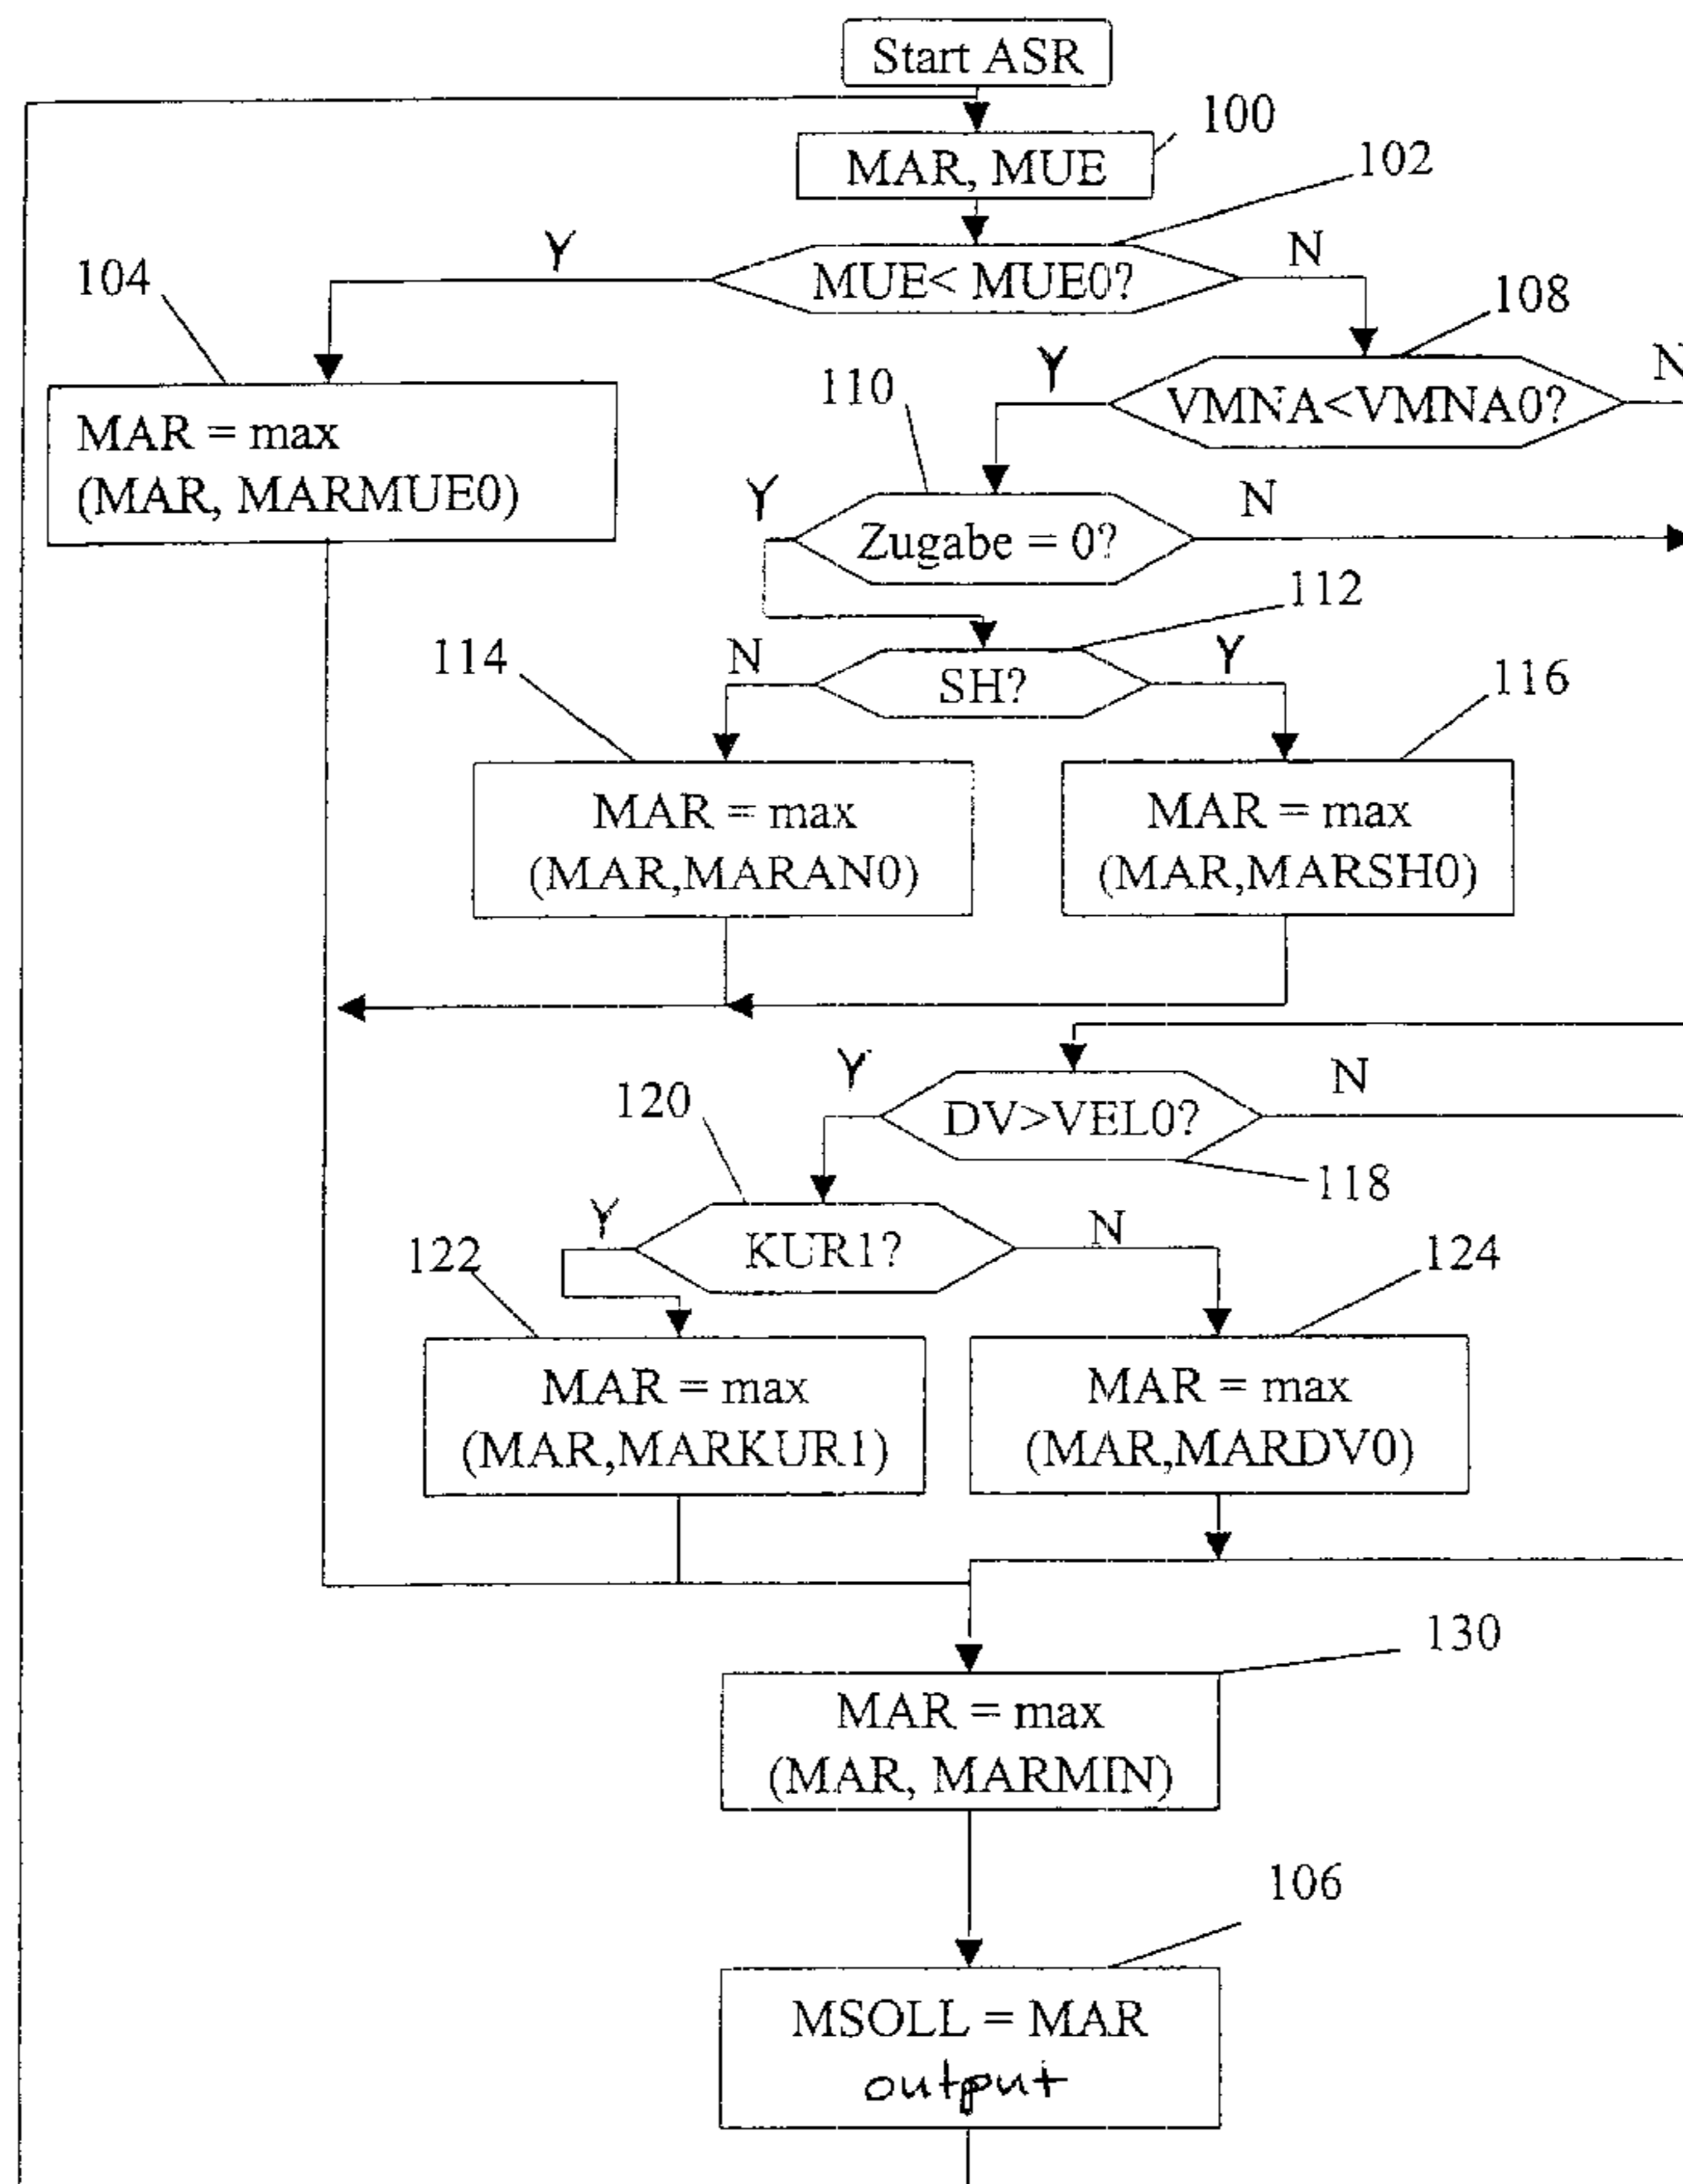 Start ASR
100
MAR, MUE
102
Y
MUE< MUE0?
N
104
108
Y
VMNA<VMNA0?
N
110
MAR = max
(MAR, MARMUE0)
Y
Zugabe = 0?
N
112
114
N
SH?
Y
116
MAR = max
(MAR,MARAN0)
MAR = max
(MAR,MARSH0)
Y
DV>VEL0?
N
120
118
Y
KUR1?
N
122
124
MAR = max
(MAR,MARKUR1)
MAR = max
(MAR,MARDV0)
130
MAR = max
(MAR, MARMIN)
106
MSOLL = MAR
output